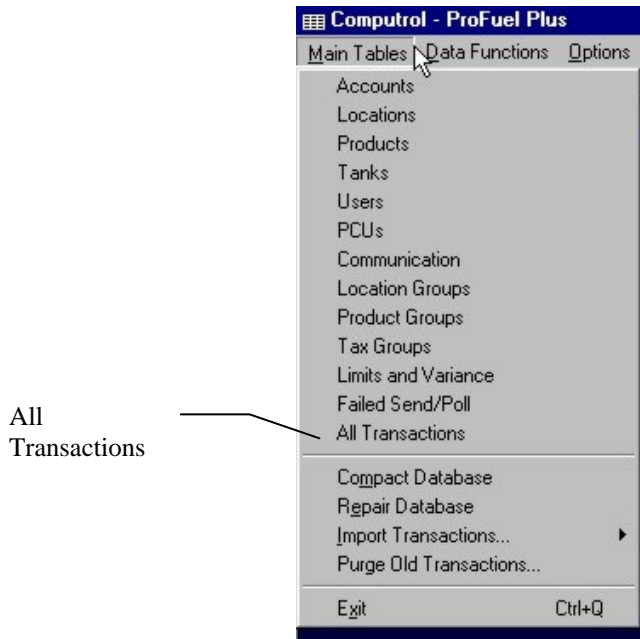 Computrol - ProFuel Plus
Main Tables Data Functions Options
Accounts
Locations
Products
Tanks
Users
PCUs
Communication
Location Groups
Product Groups
Tax Groups
Limits and Variance
Failed Send/Poll
All Transactions
All
Transactions
Compact Database
Repair Database
Import Transactions...
Purge Old Transactions...
Exit Ctrl+Q